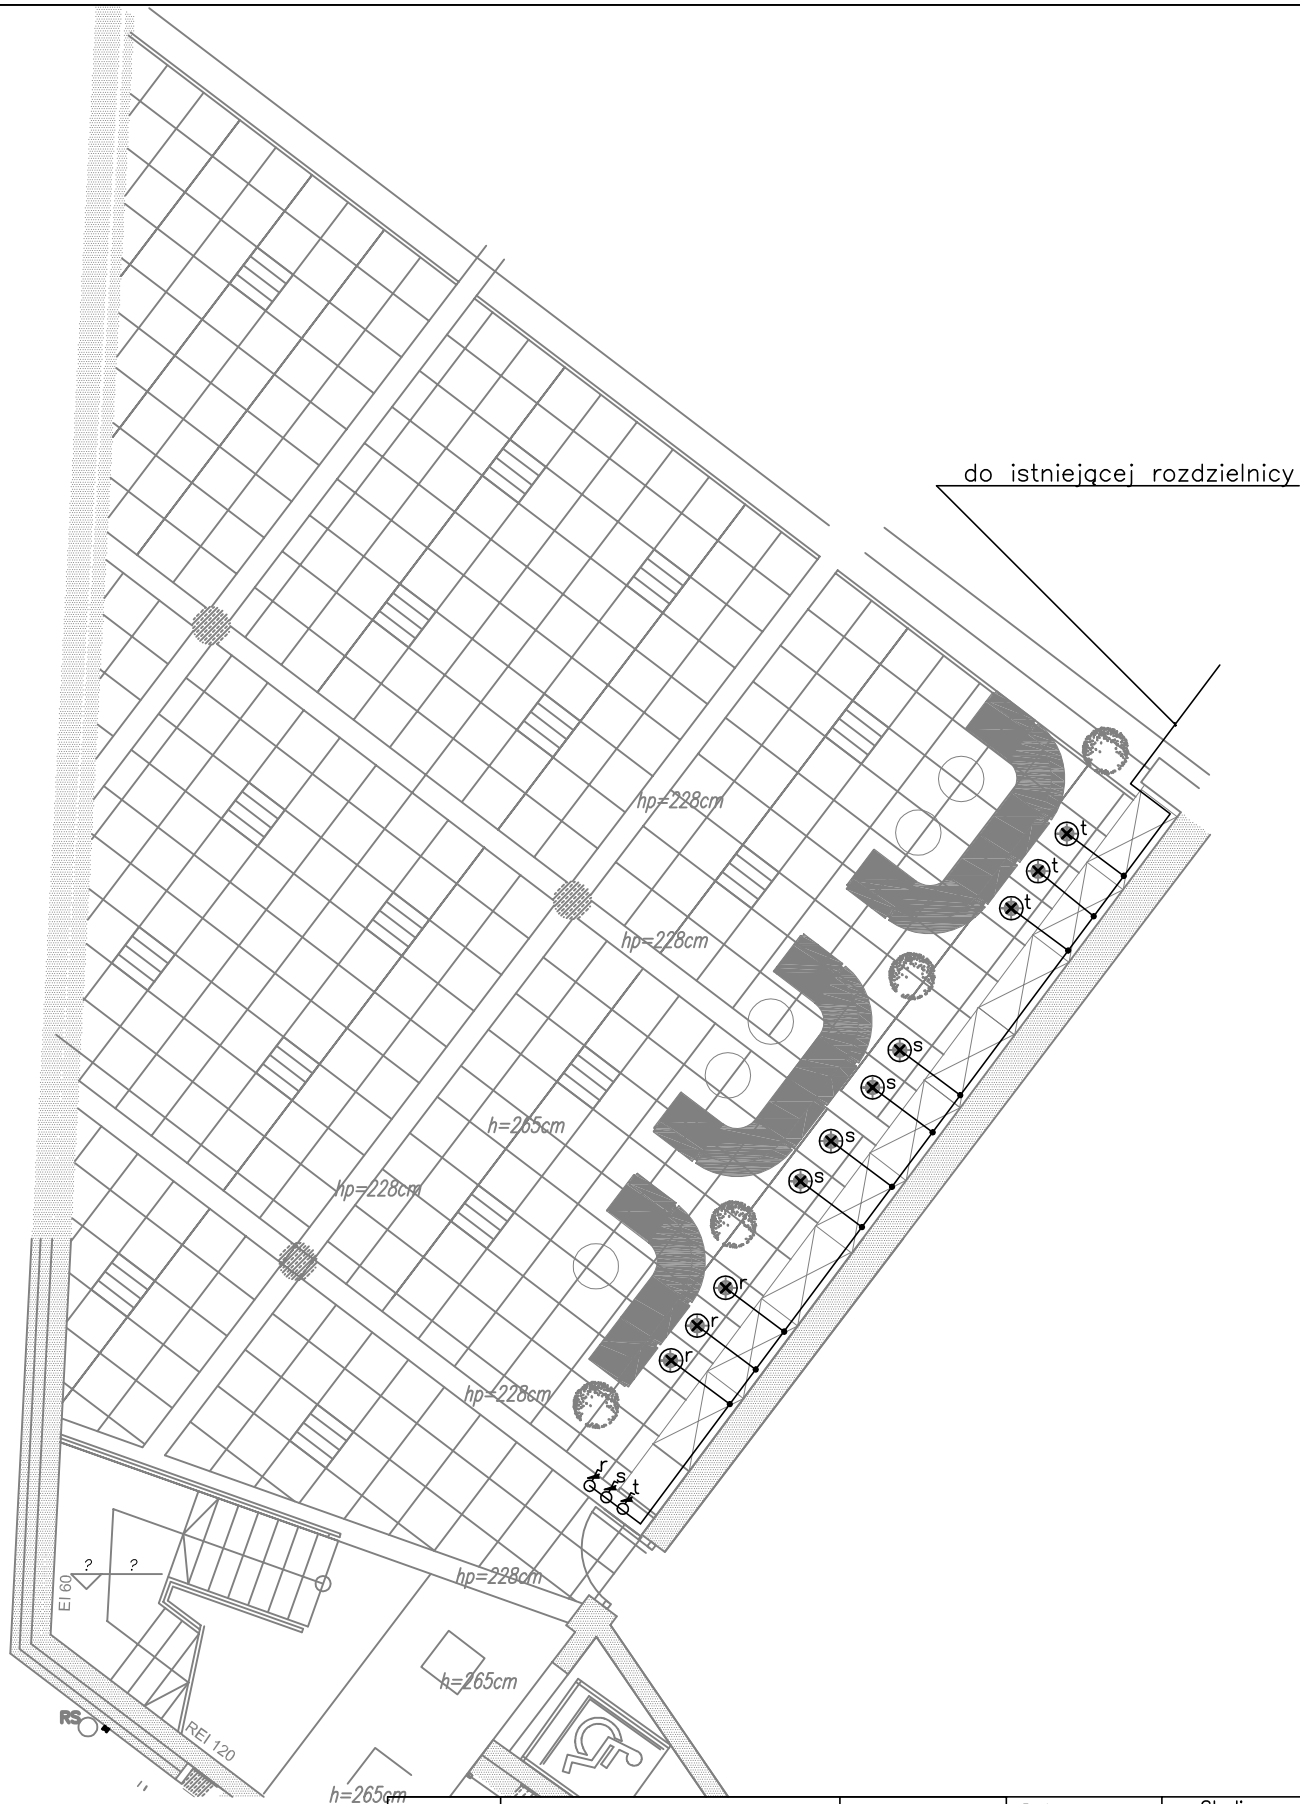 do istniejącej rozdzielnicy
hp=228cm
t
t
t
hp=228cm
s
s
s
s
h=265cm
hp=228cm
r
r
r
hp=228cm
r
s
t
? ?
EI 60
hp=228cm
h=265cm
RS
REI 120
h=265cm